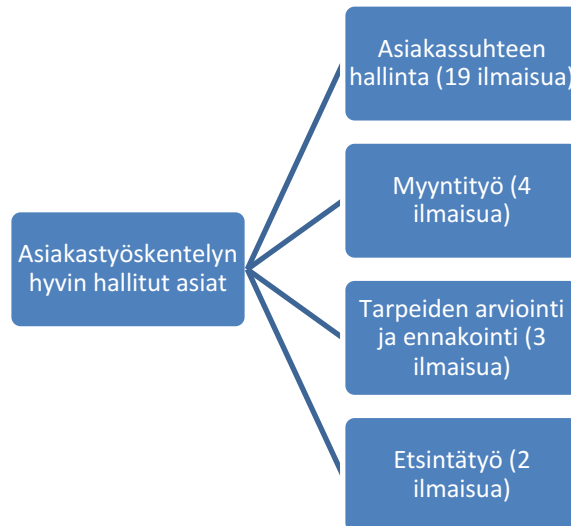 Asiakassuhteen
hallinta (19 ilmaisua)
Myyntityö (4
ilmaisua)
Asiakastyöskentelyn
hyvin hallitut asiat
Tarpeiden arviointi
ja ennakointi (3
ilmaisua)
Etsintätyö (2
ilmaisua)